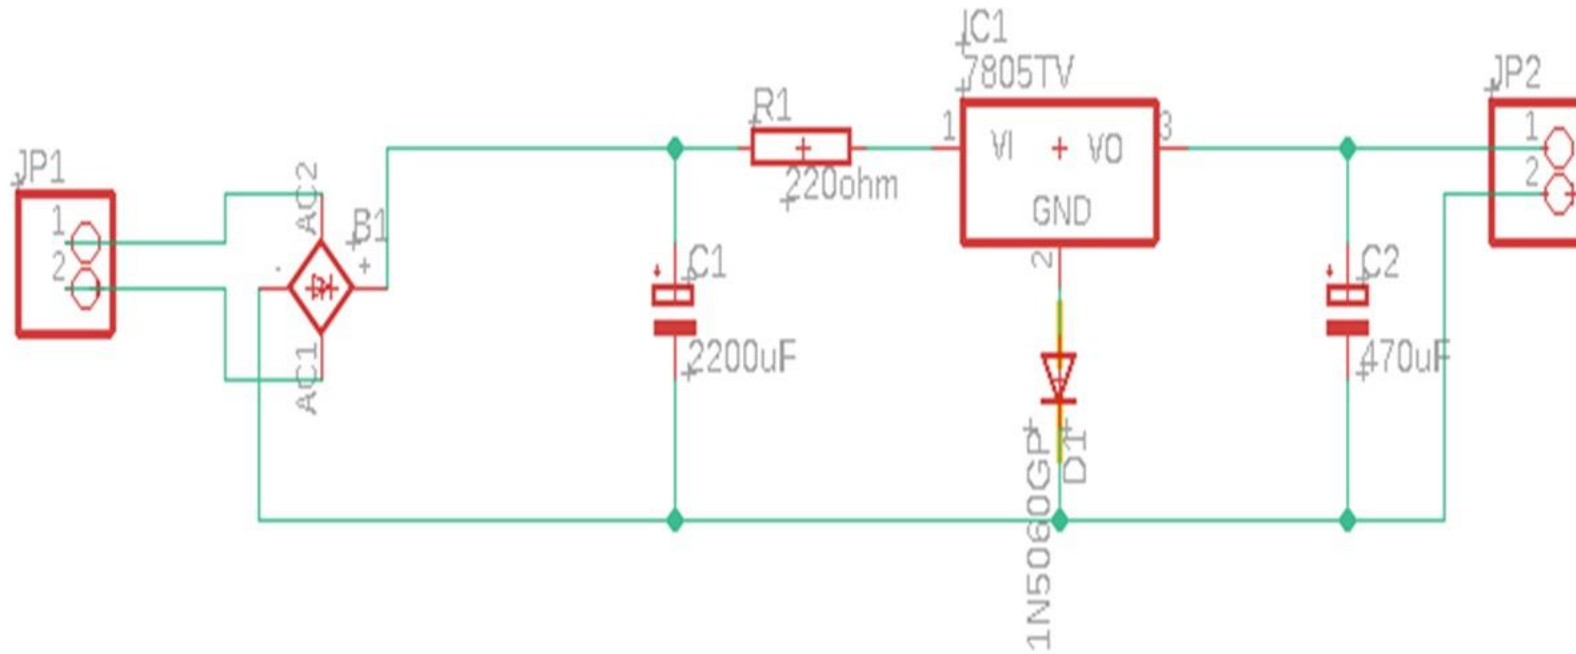 JP1
1
2
AC2
B1
-
+
AC1
C1
2200uF
R1
220ohm
IC1
7805TV
1
VI
VO
3
GND
2
1N5060GP
D1
C2
470uF
JP2
1
2